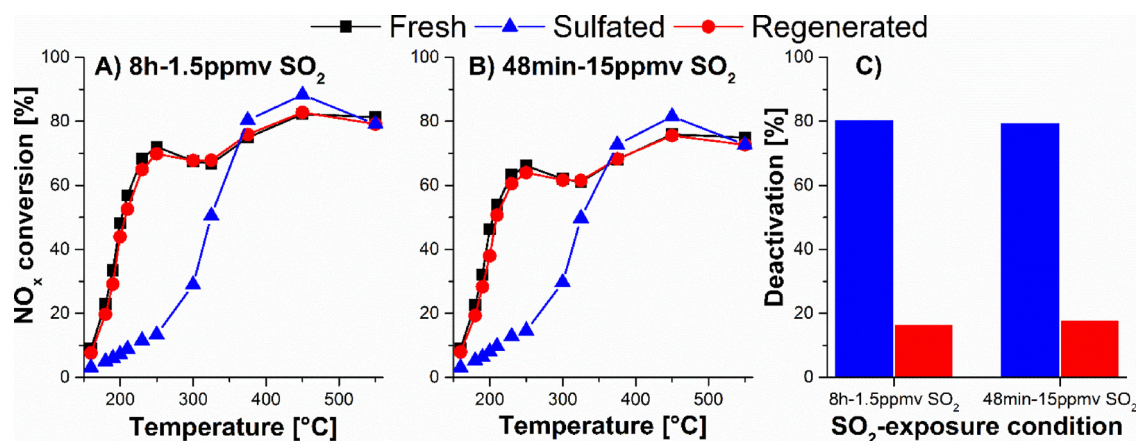 Fresh Sulfated Regenerated
A) 8h-1.5ppmv SO₂
B) 48min-15ppmv SO₂
C)
NOₓ conversion [%]
100
80
60
40
20
0
200 300 400 500
Temperature [°C]
100
80
60
40
20
0
200 300 400 500
Temperature [°C]
Deactivation [%]
100
80
60
40
20
0
8h-1.5ppmv SO₂ 48min-15ppmv SO₂
SO₂-exposure condition